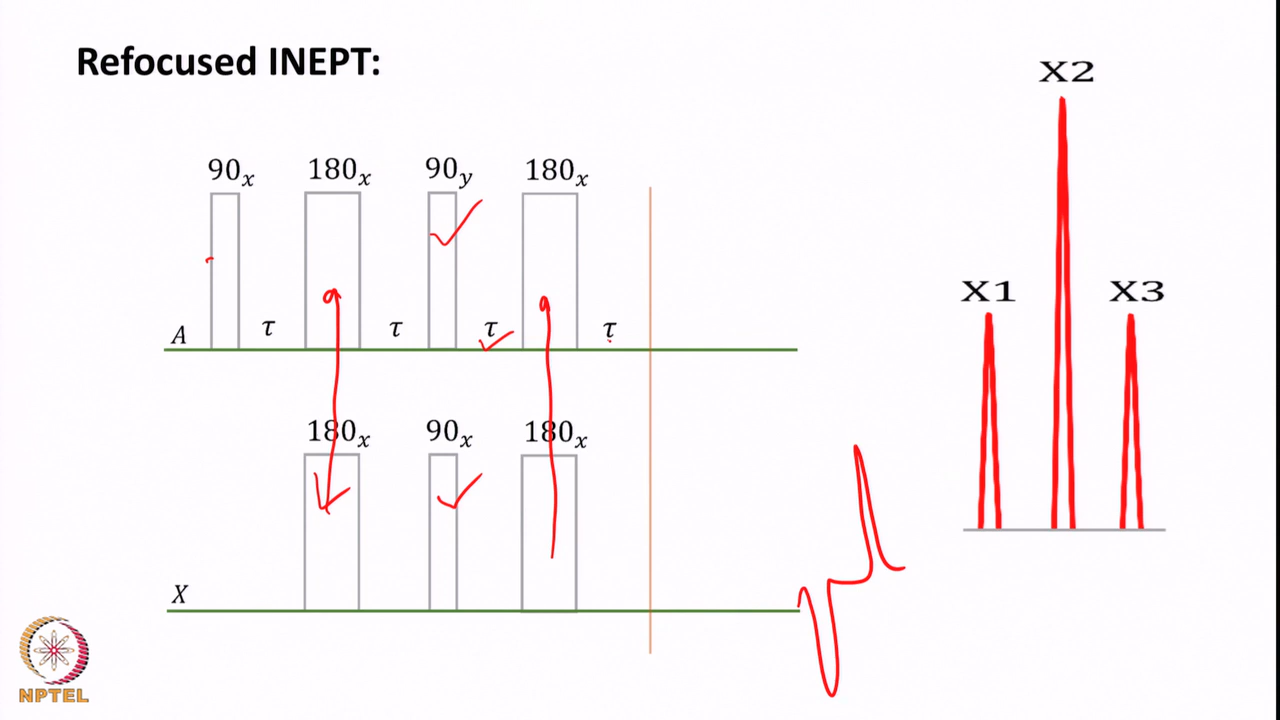 Refocused INEPT:
X2
90x 180x 90y 180x
X1 X3
A τ τ τ τ
180x 90x 180x
X
NPTEL